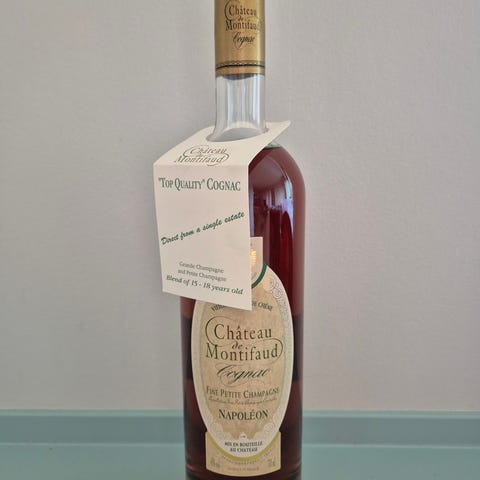 Château
de
Montifaud
Cognac
Château
de
Montifaud
"TOP QUALITY" COGNAC
Direct from a single estate
Grande Champagne
and Petite Champagne
Blend of 15 - 18 years old
Château
de
Montifaud
Cognac
FINE PETITE CHAMPAGNE
NAPOLÉON
MIS EN BOUTEILLE
AU CHATEAU